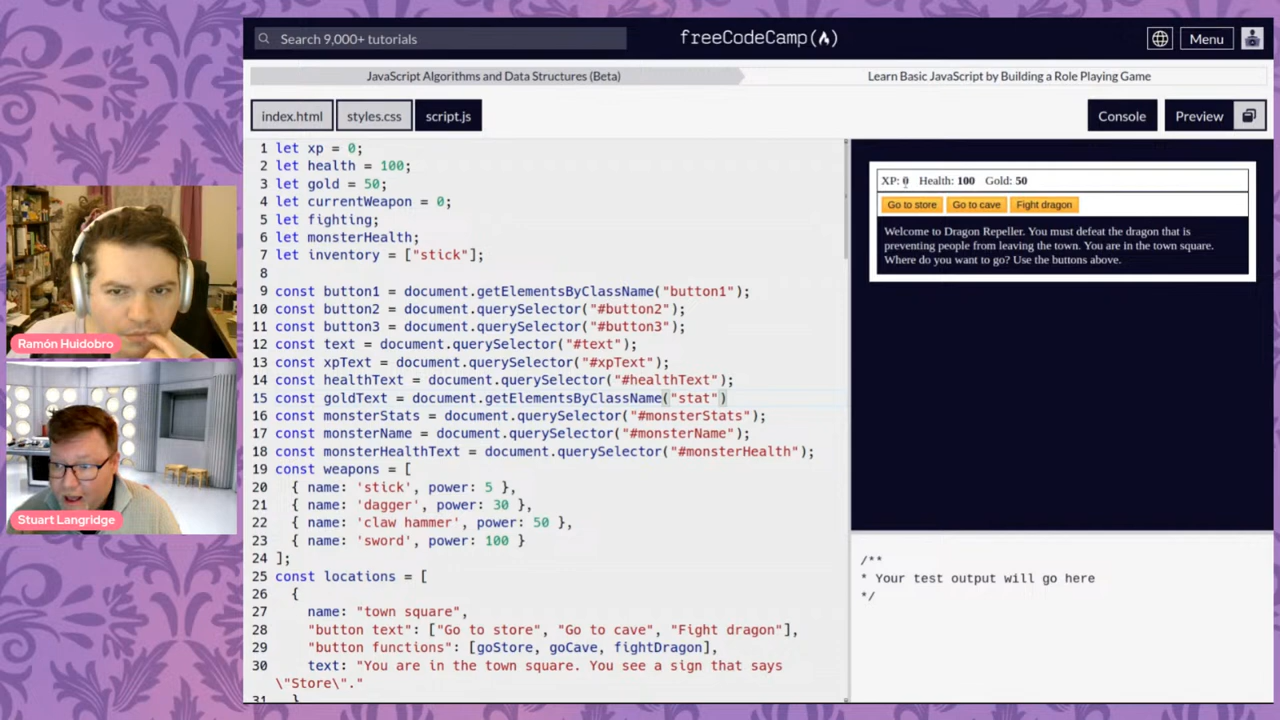 Search 9,000+ tutorials
freeCodeCamp
Menu
JavaScript Algorithms and Data Structures (Beta)
Learn Basic JavaScript by Building a Role Playing Game
index.html
styles.css
script.js
Console
Preview
1 let xp = 0;
2 let health = 100;
3 let gold = 50;
4 let currentWeapon = 0;
5 let fighting;
6 let monsterHealth;
7 let inventory = ["stick"];
8
9 const button1 = document.getElementsByClassName("button1");
10 const button2 = document.querySelector("#button2");
11 const button3 = document.querySelector("#button3");
12 const text = document.querySelector("#text");
13 const xpText = document.querySelector("#xpText");
14 const healthText = document.querySelector("#healthText");
15 const goldText = document.getElementsByClassName("stat")
16 const monsterStats = document.querySelector("#monsterStats");
17 const monsterName = document.querySelector("#monsterName");
18 const monsterHealthText = document.querySelector("#monsterHealth");
19 const weapons = [
20 { name: 'stick', power: 5 },
21 { name: 'dagger', power: 30 },
22 { name: 'claw hammer', power: 50 },
23 { name: 'sword', power: 100 }
24 ];
25 const locations = [
26 {
27 name: "town square",
28 "button text": ["Go to store", "Go to cave", "Fight dragon"],
29 "button functions": [goStore, goCave, fightDragon],
30 text: "You are in the town square. You see a sign that says
\"Store\"."
31 }
XP: 0 Health: 100 Gold: 50
Go to store
Go to cave
Fight dragon
Welcome to Dragon Repeller. You must defeat the dragon that is
preventing people from leaving the town. You are in the town square.
Where do you want to go? Use the buttons above.
/**
* Your test output will go here
*/
Ramón Huidobro
Stuart Langridge